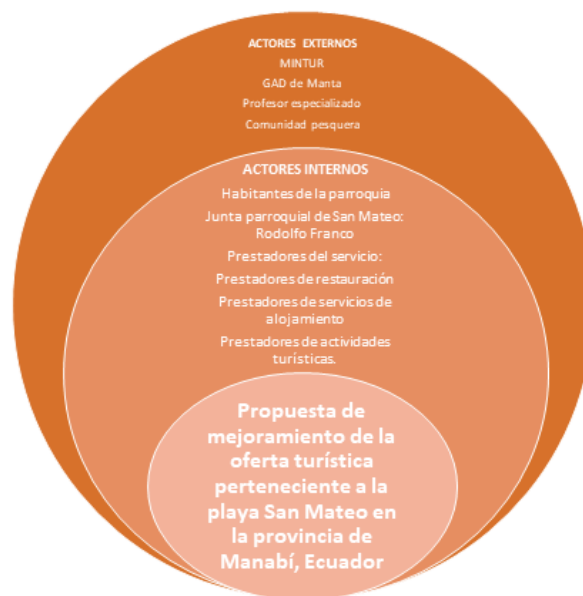 ACTORES EXTERNOS
MINTUR
GAD de Manta
Profesor especializado
Comunidad pesquera
ACTORES INTERNOS
Habitantes de la parroquia
Junta parroquial de San Mateo:
Rodolfo Franco
Prestadores del servicio:
Prestadores de restauración
Prestadores de servicios de
alojamiento
Prestadores de actividades
turísticas.
Propuesta de
mejoramiento de la
oferta turística
perteneciente a la
playa San Mateo en
la provincia de
Manabí, Ecuador